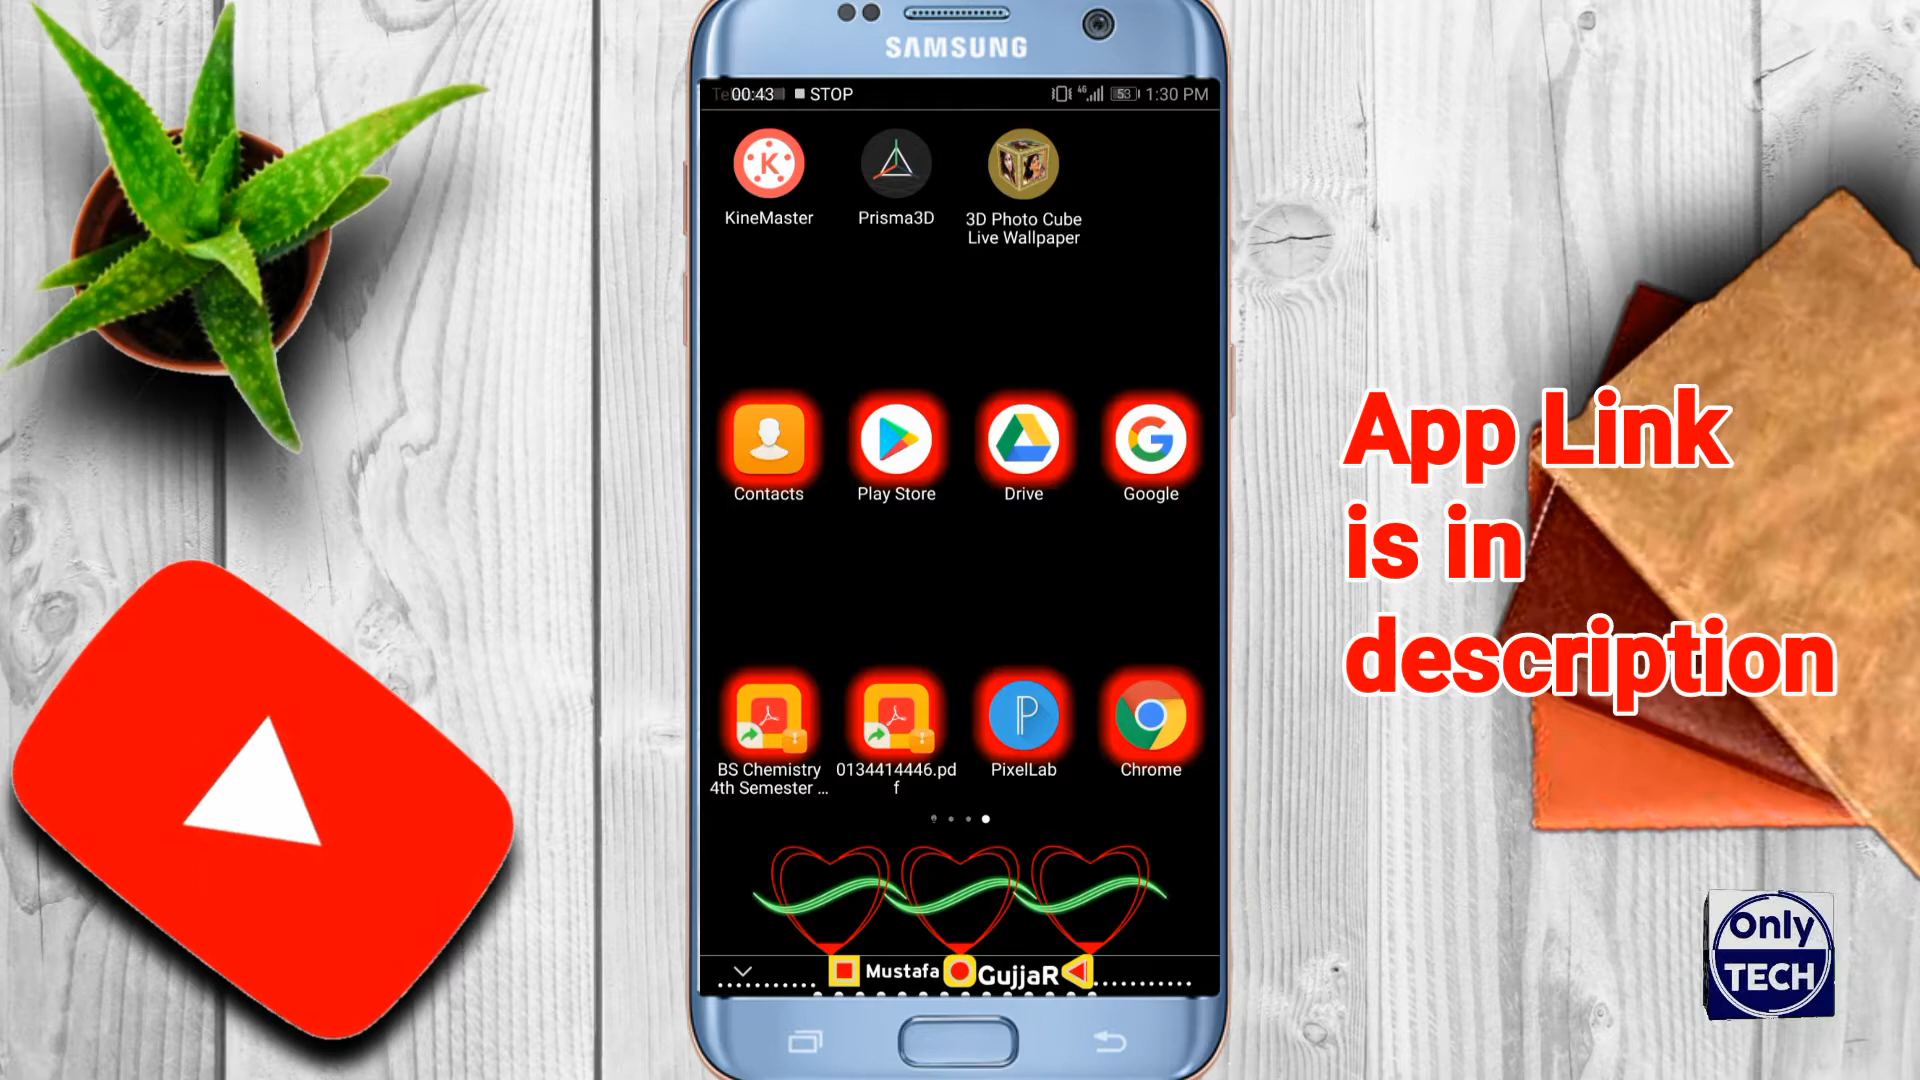 SAMSUNG
00:43 STOP
4G 53 1:30 PM
KineMaster
Prisma3D
3D Photo Cube
Live Wallpaper
Contacts
Play Store
Drive
Google
BS Chemistry
4th Semester ...
0134414446.pd
f
PixelLab
Chrome
Mustafa GujjaR
App Link
is in
description
Only
TECH